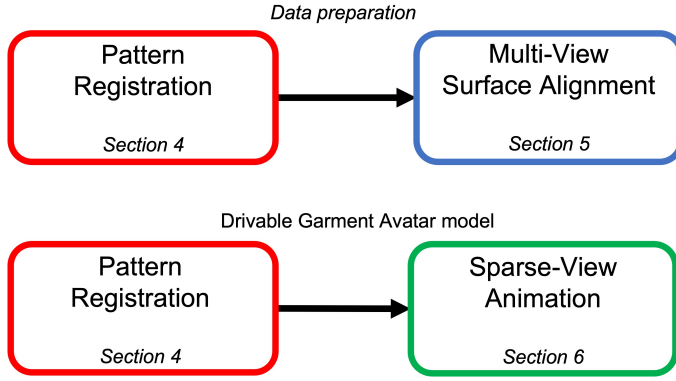 Data preparation
Pattern
Registration
Section 4
Multi-View
Surface Alignment
Section 5
Drivable Garment Avatar model
Pattern
Registration
Section 4
Sparse-View
Animation
Section 6